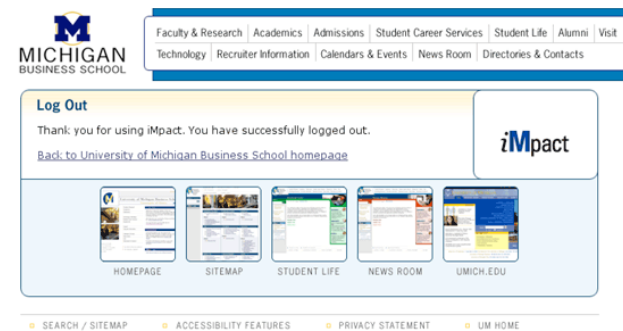 M
MICHIGAN
BUSINESS SCHOOL
Faculty & Research Academics Admissions Student Career Services Student Life Alumni Visit
Technology Recruiter Information Calendars & Events News Room Directories & Contacts
Log Out
Thank you for using iMpact. You have successfully logged out.
Back to University of Michigan Business School homepage
iMpact
HOMEPAGE SITEMAP STUDENT LIFE NEWS ROOM UMICH.EDU
SEARCH / SITEMAP ACCESSIBILITY FEATURES PRIVACY STATEMENT UM HOME